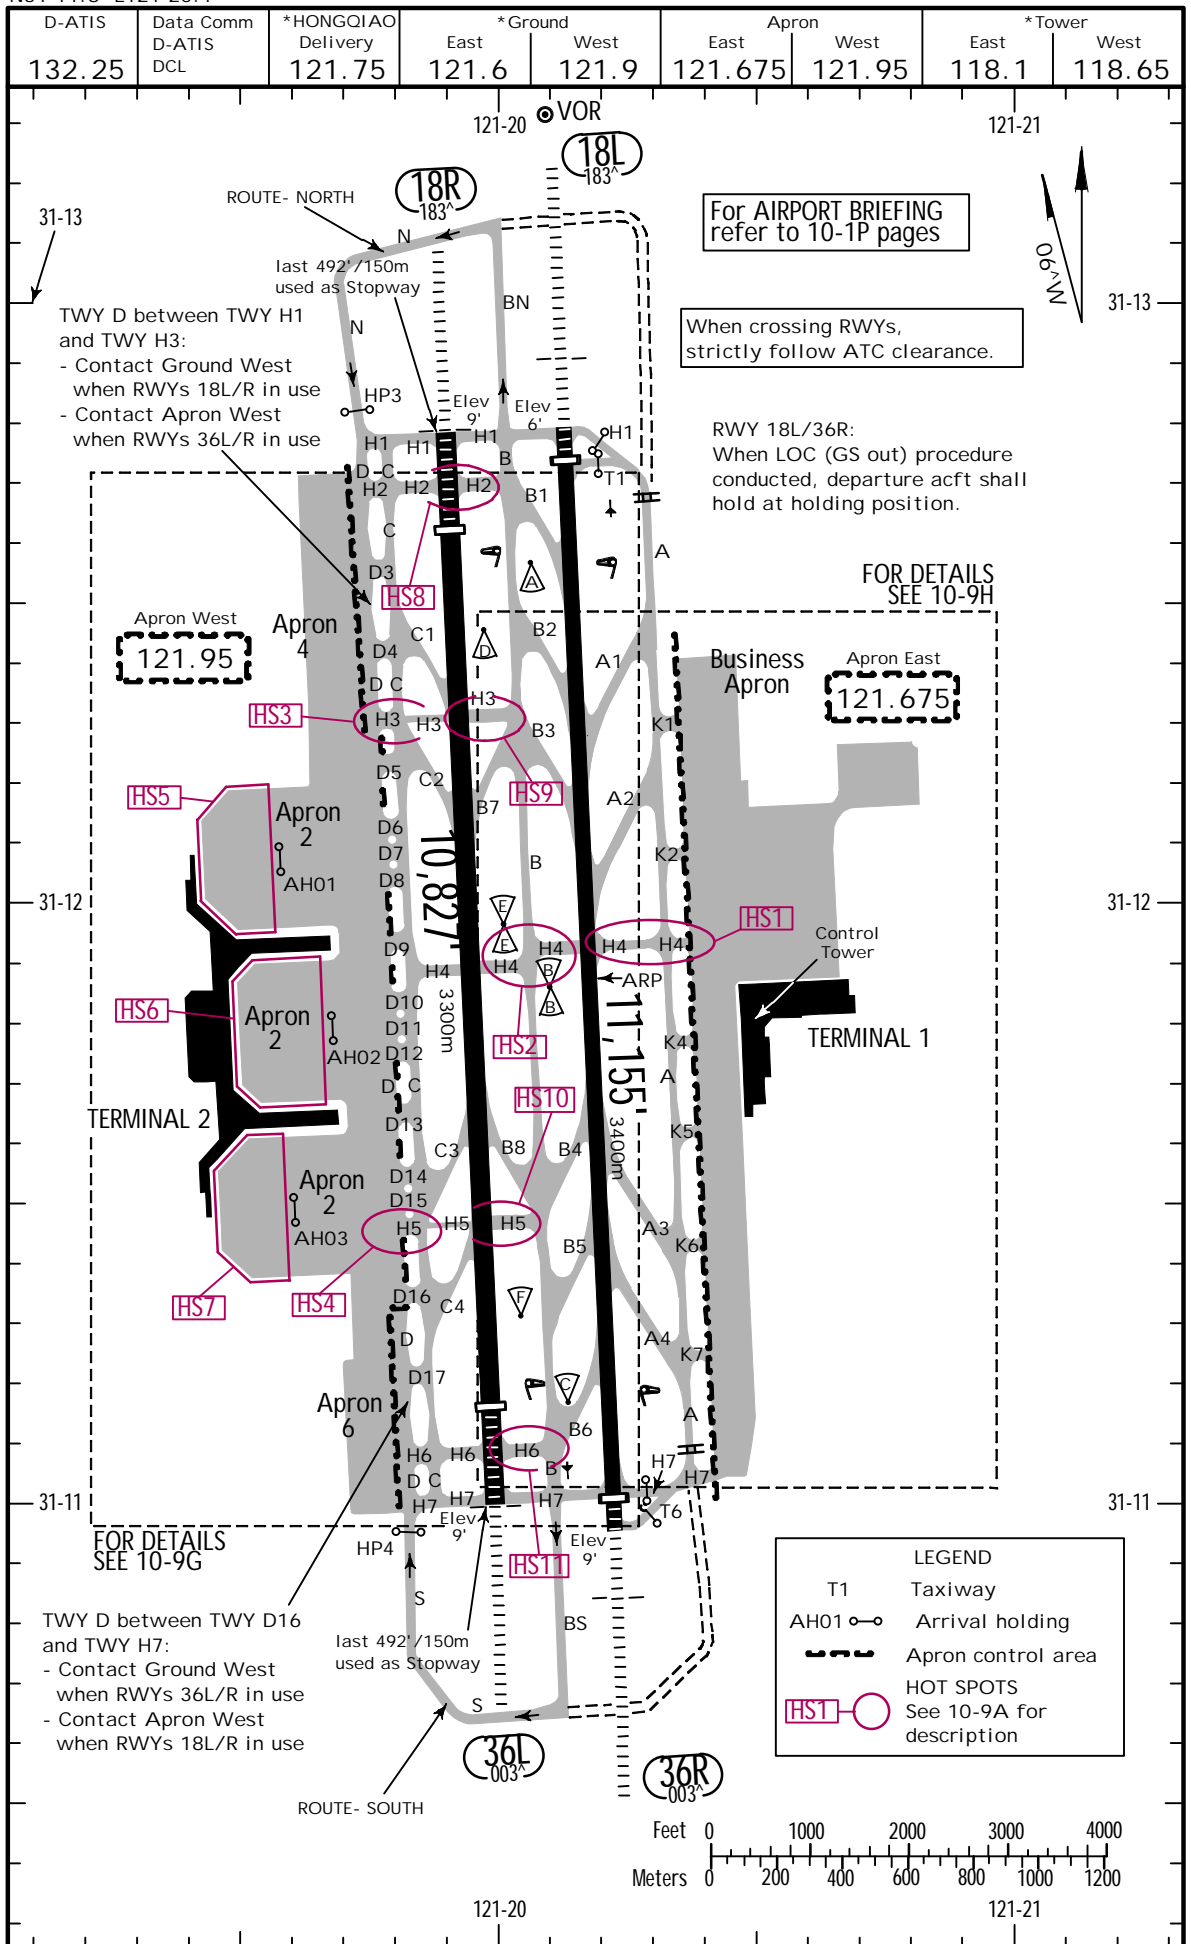 D-ATIS
132.25
Data Comm
D-ATIS
DCL
*HONGQIAO
Delivery
121.75
*Ground
East
West
121.6
121.9
Apron
East
West
121.675
121.95
*Tower
East
West
118.1
118.65
121-20
VOR
121-21
18L
183^
18R
183^
ROUTE- NORTH
31-13
N
last 492'/150m
used as Stopway
For AIRPORT BRIEFING
refer to 10-1P pages
06^W
31-13
BN
N
TWY D between TWY H1
and TWY H3:
- Contact Ground West
when RWYs 18L/R in use
- Contact Apron West
when RWYs 36L/R in use
When crossing RWYs,
strictly follow ATC clearance.
HP3
Elev
9'
Elev
6'
RWY 18L/36R:
When LOC (GS out) procedure
conducted, departure acft shall
hold at holding position.
H1
H1
H1
H1
B
D C
T1
H2
H2
H2
B1
C
A
D3
A
HS8
FOR DETAILS
SEE 10-9H
Apron West
121.95
Apron
4
C1
B2
D
D4
A1
Business
Apron
Apron East
121.675
D C
H3
HS3
H3
H3
B3
K1
D5
C2
HS9
A2
HS5
B7
Apron
2
10,827'
D6
D7
B
K2
D8
AH01
31-12
E
E
HS1
31-12
D9
H4
H4
H4
H4
H4
B
B
ARP
Control
Tower
HS6
Apron
2
D10
D11
3300m
11,155'
AH02
D12
HS2
K4
TERMINAL 1
D C
HS10
A
TERMINAL 2
D13
3400m
K5
C3
B8
B4
Apron
2
D14
D15
H5
H5
H5
A3
AH03
B5
K6
HS7
HS4
D16
C4
F
D
A4
K7
D17
C
Apron
6
B6
A
H6
H6
H6
B
H7
D C
H7
H7
H7
H7
T6
31-11
31-11
Elev
9'
Elev
9'
FOR DETAILS
SEE 10-9G
HP4
HS11
S
BS
TWY D between TWY D16
and TWY H7:
- Contact Ground West
when RWYs 36L/R in use
- Contact Apron West
when RWYs 18L/R in use
last 492'/150m
used as Stopway
S
LEGEND
T1 Taxiway
AH01 Arrival holding
Apron control area
HS1
HOT SPOTS
See 10-9A for
description
36L
003^
36R
003^
ROUTE- SOUTH
Feet 0 1000 2000 3000 4000
Meters 0 200 400 600 800 1000 1200
121-20
121-21